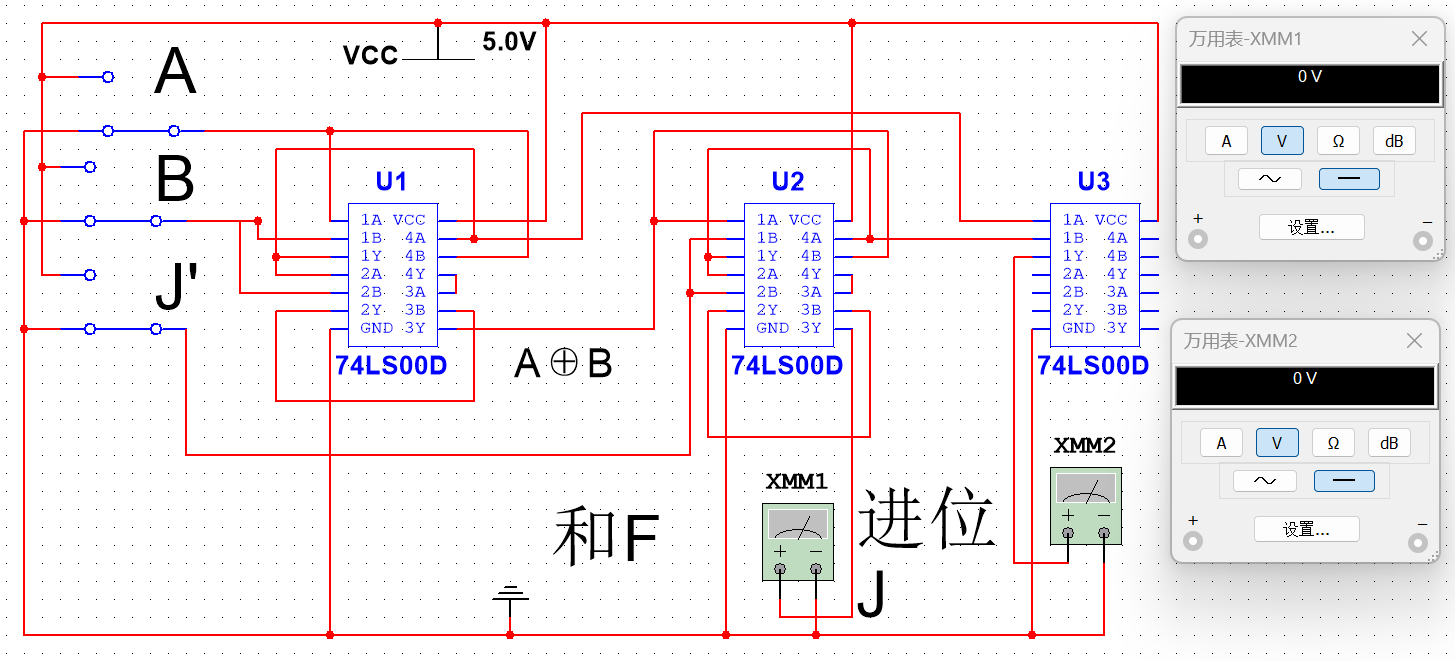 A
VCC
5.0V
B
J'
U1
1A VCC
1B 4A
1Y 4B
2A 4Y
2B 3A
2Y 3B
GND 3Y
74LS00D
U2
1A VCC
1B 4A
1Y 4B
2A 4Y
2B 3A
2Y 3B
GND 3Y
74LS00D
U3
1A VCC
1B 4A
1Y 4B
2A 4Y
2B 3A
2Y 3B
GND 3Y
74LS00D
A⊕B
和F
XMM1
+ −
进位
J
XMM2
+ −
万用表-XMM1
0 V
A V Ω dB
+ 设置... −
万用表-XMM2
0 V
A V Ω dB
+ 设置... −